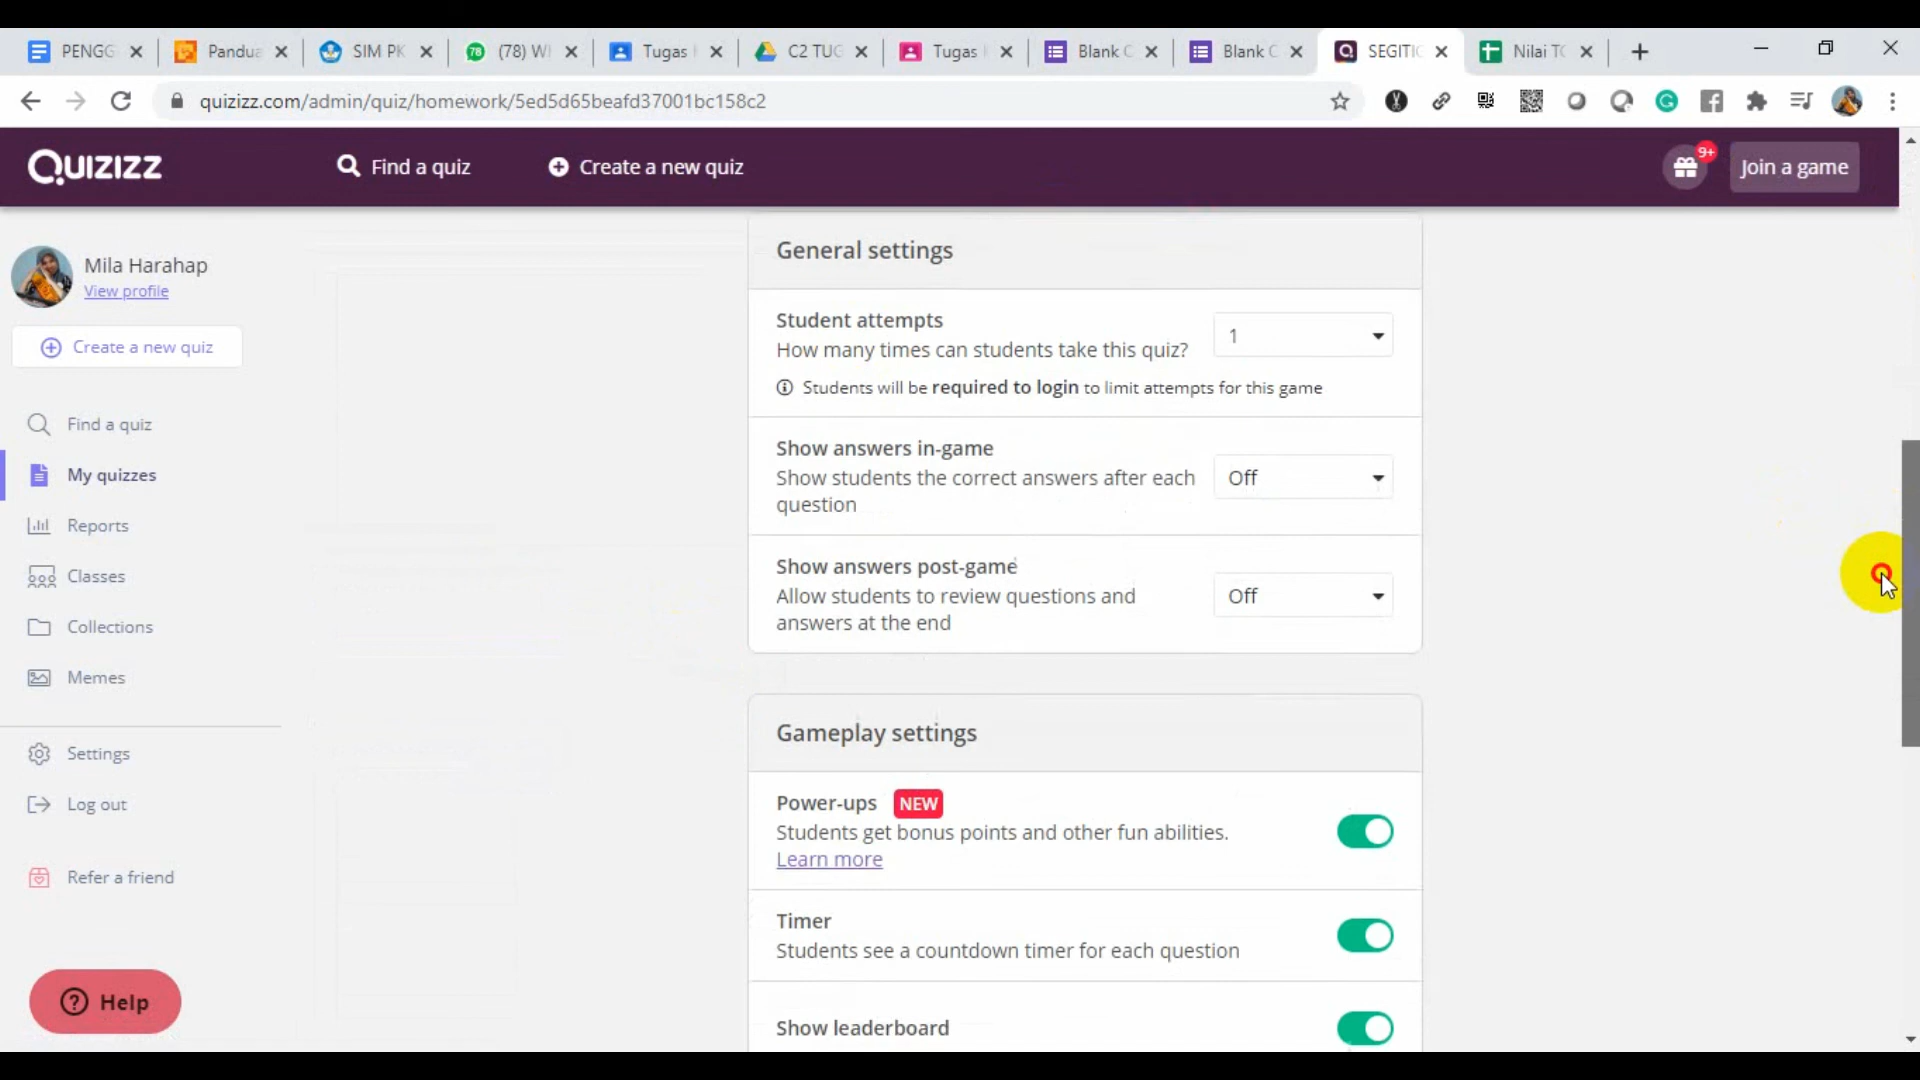 PENGG
Pandua
SIM PK
(78) W
Tugas
C2 TUG
Tugas
Blank C
Blank C
SEGITIG
Nilai TO
quizizz.com/admin/quiz/homework/5ed5d65beafd37001bc158c2
QUIZIZZ
Find a quiz
Create a new quiz
9+
Join a game
Mila Harahap
View profile
Create a new quiz
Find a quiz
My quizzes
Reports
Classes
Collections
Memes
Settings
Log out
Refer a friend
Help
General settings
Student attempts
How many times can students take this quiz?
1
Students will be required to login to limit attempts for this game
Show answers in-game
Show students the correct answers after each
question
Off
Show answers post-game
Allow students to review questions and
answers at the end
Off
Gameplay settings
Power-ups NEW
Students get bonus points and other fun abilities.
Learn more
Timer
Students see a countdown timer for each question
Show leaderboard